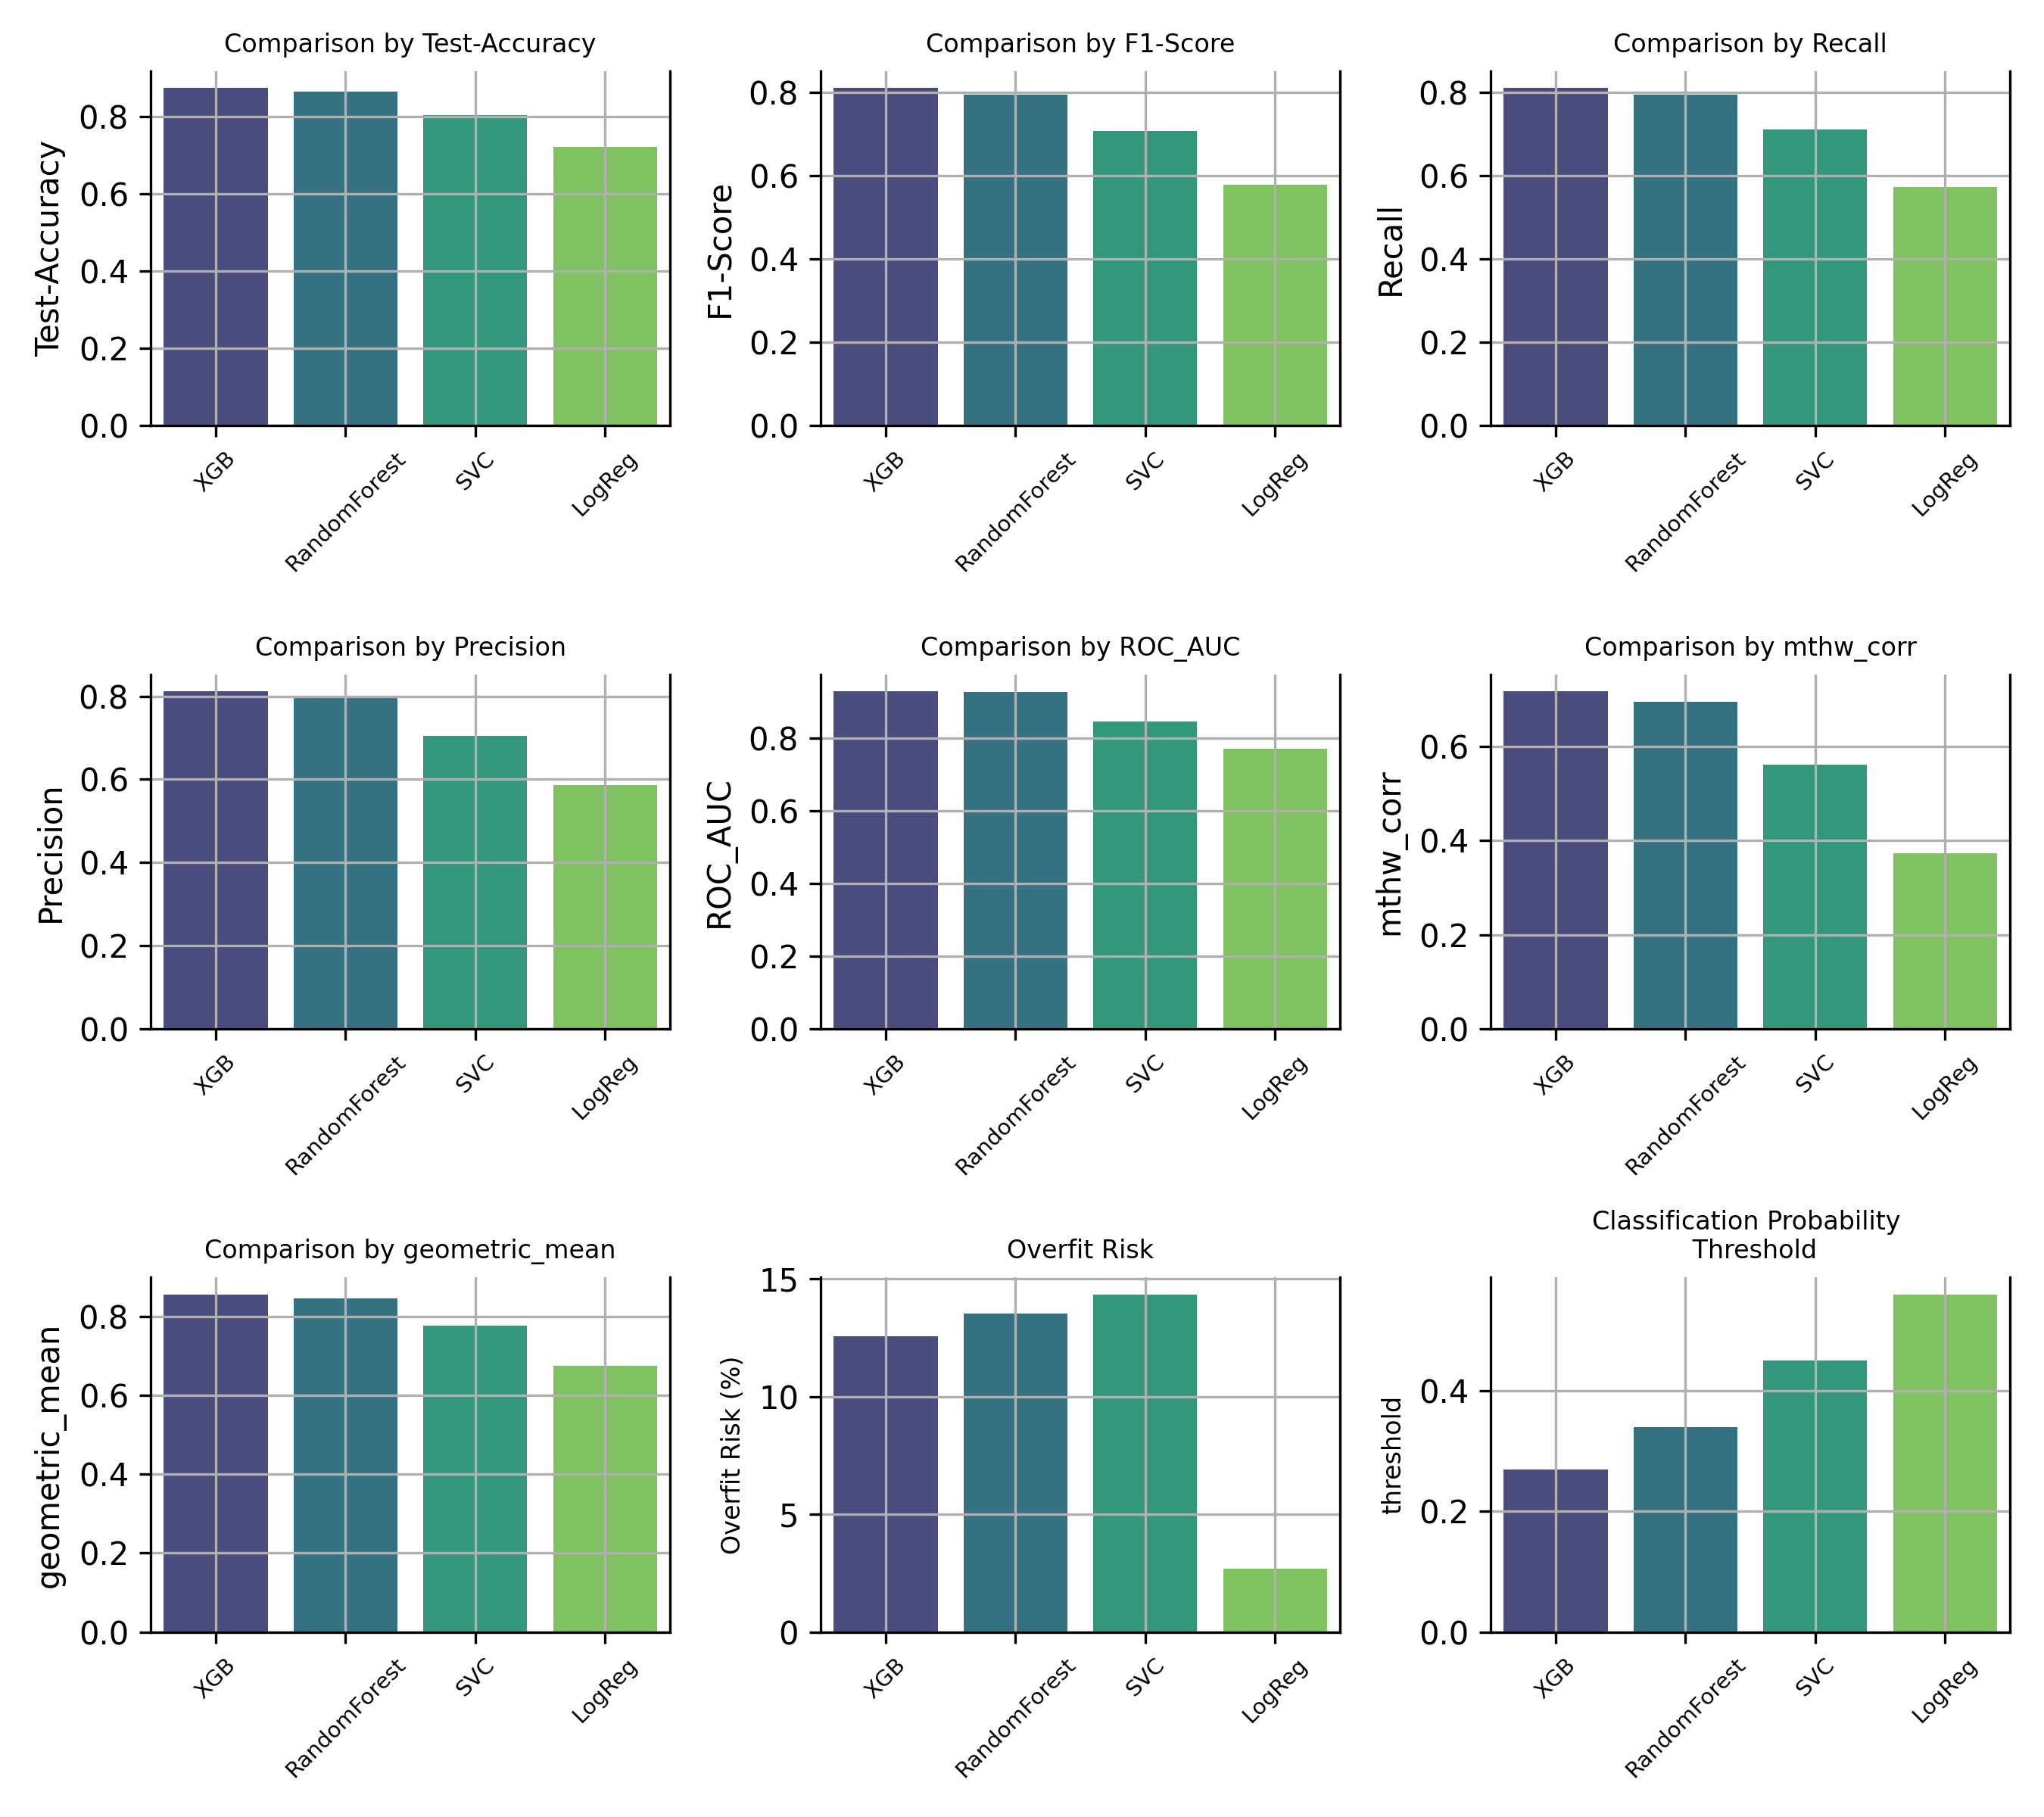 Comparison by Test-Accuracy
Test-Accuracy
0.8
0.6
0.4
0.2
0.0
XGB
RandomForest
SVC
LogReg
Comparison by F1-Score
F1-Score
0.8
0.6
0.4
0.2
0.0
XGB
RandomForest
SVC
LogReg
Comparison by Recall
Recall
0.8
0.6
0.4
0.2
0.0
XGB
RandomForest
SVC
LogReg
Comparison by Precision
Precision
0.8
0.6
0.4
0.2
0.0
XGB
RandomForest
SVC
LogReg
Comparison by ROC_AUC
ROC_AUC
0.8
0.6
0.4
0.2
0.0
XGB
RandomForest
SVC
LogReg
Comparison by mthw_corr
mthw_corr
0.6
0.4
0.2
0.0
XGB
RandomForest
SVC
LogReg
Comparison by geometric_mean
geometric_mean
0.8
0.6
0.4
0.2
0.0
XGB
RandomForest
SVC
LogReg
Overfit Risk
Overfit Risk (%)
15
10
5
0
XGB
RandomForest
SVC
LogReg
Classification Probability
Threshold
threshold
0.4
0.2
0.0
XGB
RandomForest
SVC
LogReg